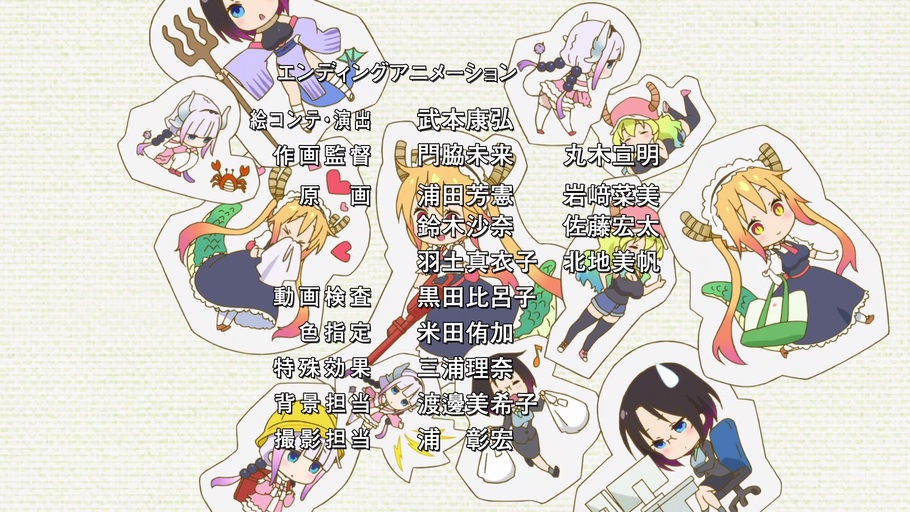 エンディングアニメーション
絵コンテ・演出 武本康弘
作画監督 門脇未来 丸木宣明
原 画 浦田芳憲 岩﨑菜美
鈴木沙奈 佐藤宏太
羽土真衣子 北地美帆
動画検査 黒田比呂子
色指定 米田侑加
特殊効果 三浦理奈
背景担当 渡邊美希子
撮影担当 浦 彰宏